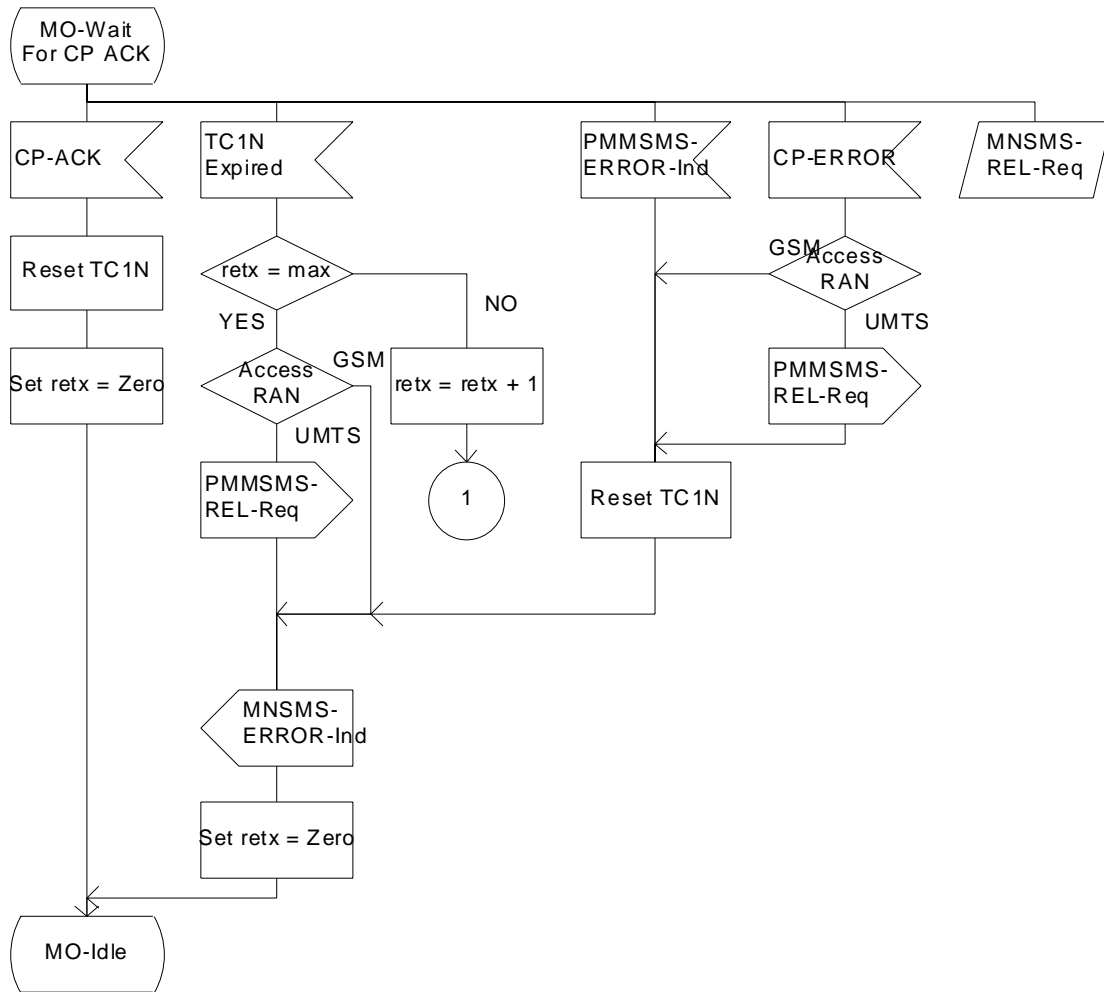 MO-Wait
For CP ACK
CP-ACK
TC1N
Expired
PMMSMS-
ERROR-Ind
CP-ERROR
MNSMS-
REL-Req
Reset TC1N
retx = max
GSM
Access
RAN
NO
YES
UMTS
Set retx = Zero
Access
RAN
GSM
retx = retx + 1
PMMSMS-
REL-Req
UMTS
PMMSMS-
REL-Req
1
Reset TC1N
MNSMS-
ERROR-Ind
Set retx = Zero
MO-Idle